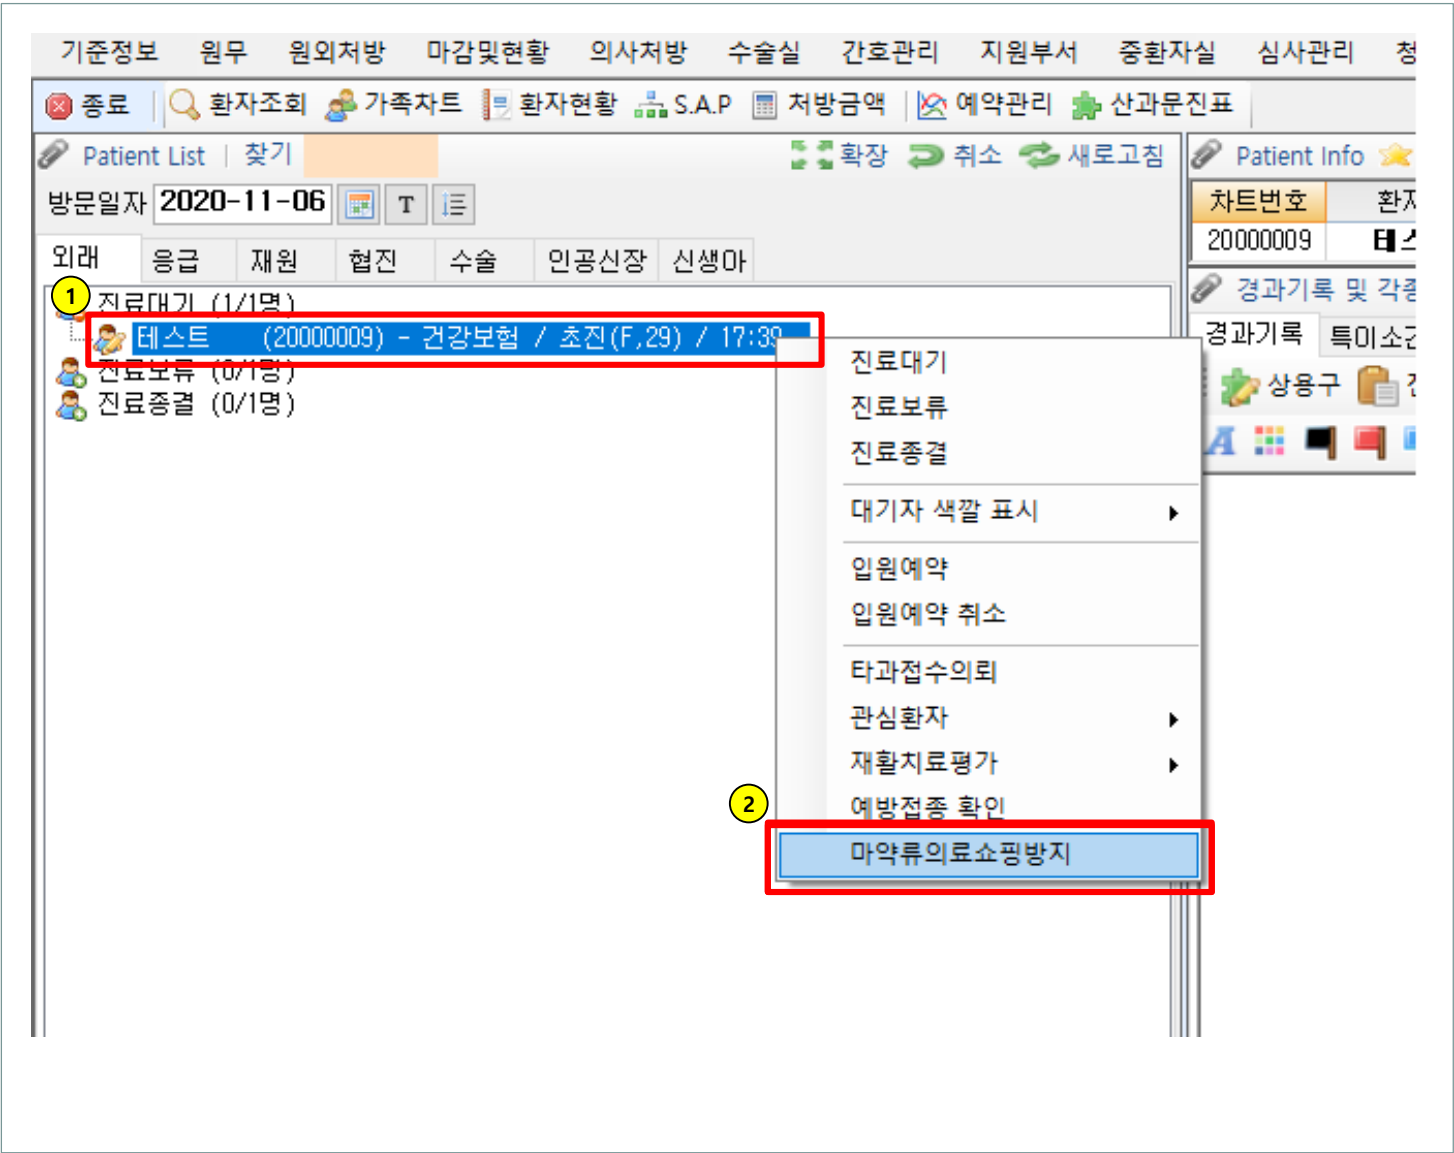 기준정보 원무 원외처방 마감및현황 의사처방 수술실 간호관리 지원부서 중환자실 심사관리 청
종료 환자조회 가족차트 환자현황 S.A.P 처방금액 예약관리 산과문진표
Patient List | 찾기 확장 취소 새로고침
Patient Info
방문일자 2020-11-06 T
차트번호 환자
20000009 테스
외래 응급 재원 협진 수술 인공신장 신생아
경과기록 및 각종
경과기록 특이소견
상용구
1
진료대기 (1/1명)
테스트 (20000009) - 건강보험 / 초진(F,29) / 17:39
진료보류 (0/1명)
진료종결 (0/1명)
진료대기
진료보류
진료종결
대기자 색깔 표시
입원예약
입원예약 취소
타과접수의뢰
관심환자
재활치료평가
예방접종 확인
2
마약류의료쇼핑방지